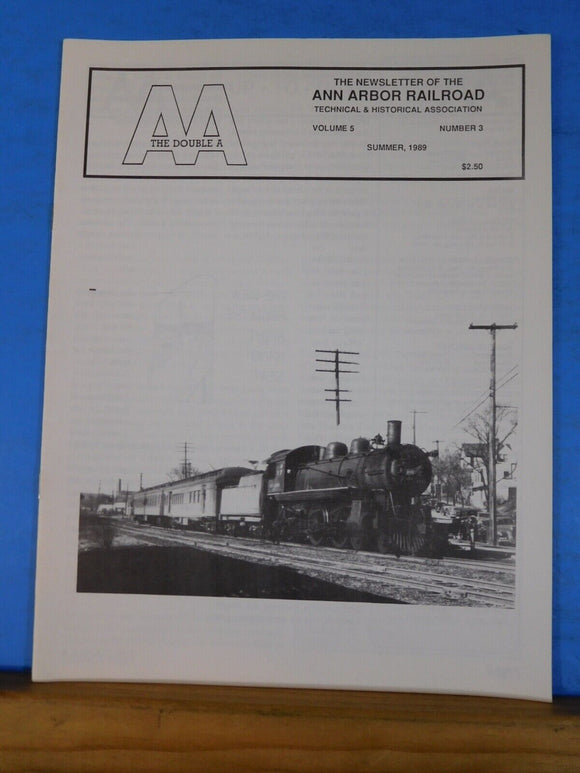 AA
THE DOUBLE A
THE NEWSLETTER OF THE
ANN ARBOR RAILROAD
TECHNICAL & HISTORICAL ASSOCIATION
VOLUME 5 NUMBER 3
SUMMER, 1989
$2.50